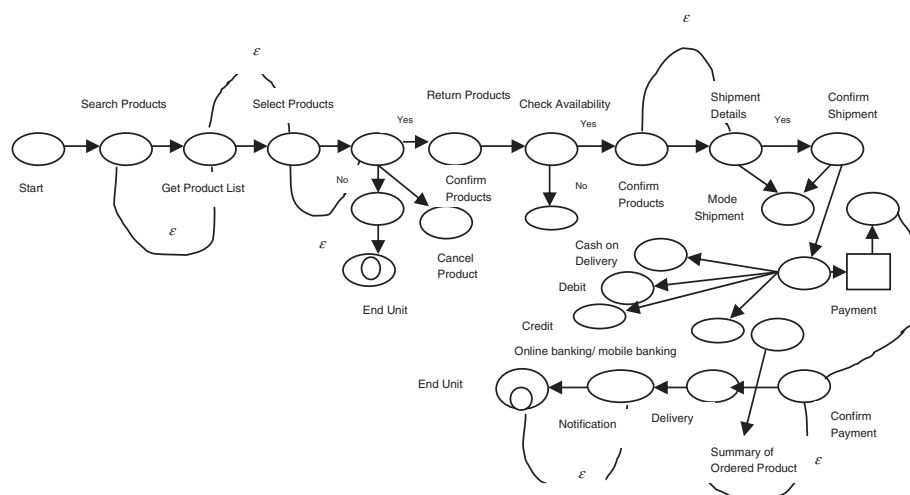 ε
ε
Search Products
Select Products
Return Products
Check Availability
Shipment
Details
Confirm
Shipment
Yes
Yes
Yes
Start
Get Product List
No
Confirm
Products
No
Confirm
Products
Mode
Shipment
ε
ε
Cancel
Product
Cash on
Delivery
Debit
End Unit
Payment
Credit
Online banking/ mobile banking
End Unit
Notification
Delivery
Confirm
Payment
Summary of
Ordered Product
ε
ε